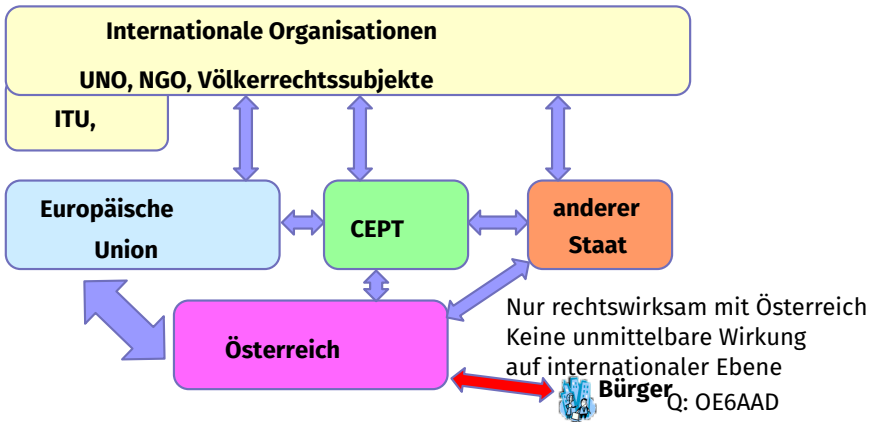 Internationale Organisationen
UNO, NGO, Völkerrechtssubjekte
ITU,
Europäische
Union
CEPT
anderer
Staat
Österreich
Nur rechtswirksam mit Österreich
Keine unmittelbare Wirkung
auf internationaler Ebene
Bürger
Q: OE6AAD